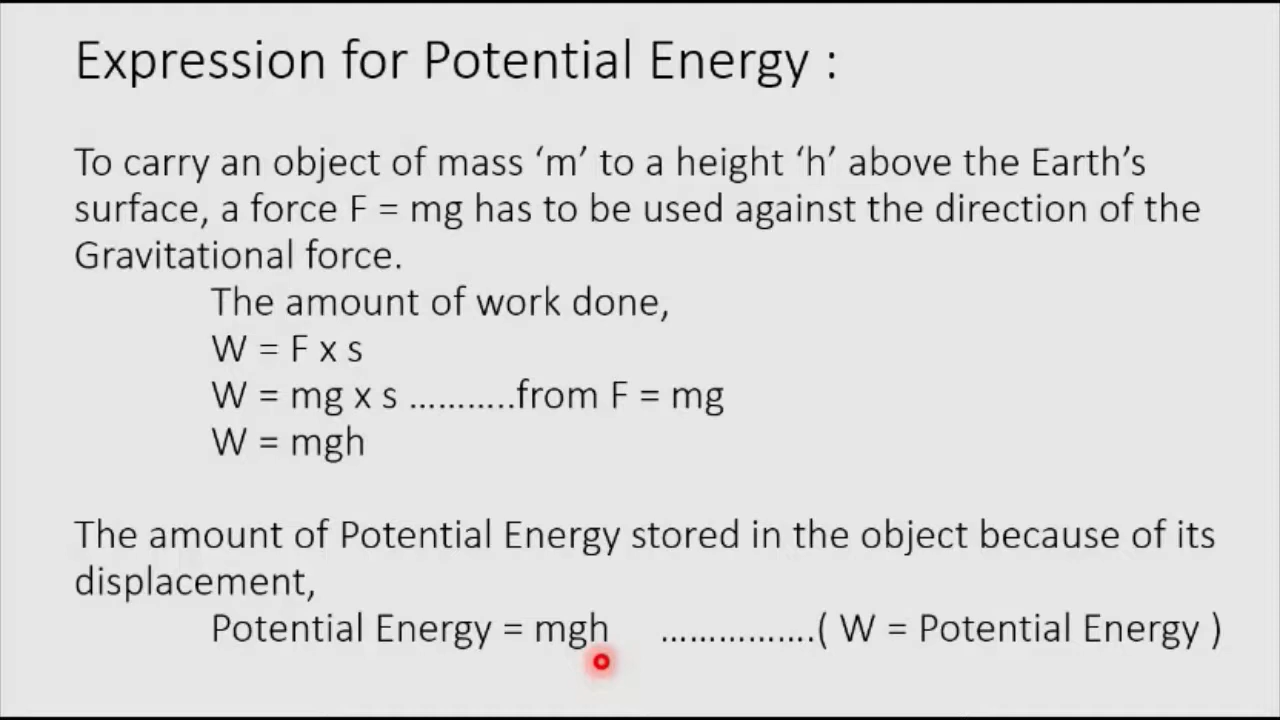 Expression for Potential Energy :
To carry an object of mass ‘m’ to a height ‘h’ above the Earth’s
surface, a force F = mg has to be used against the direction of the
Gravitational force.
The amount of work done,
W = F x s
W = mg x s ………..from F = mg
W = mgh
The amount of Potential Energy stored in the object because of its
displacement,
Potential Energy = mgh …………….( W = Potential Energy )